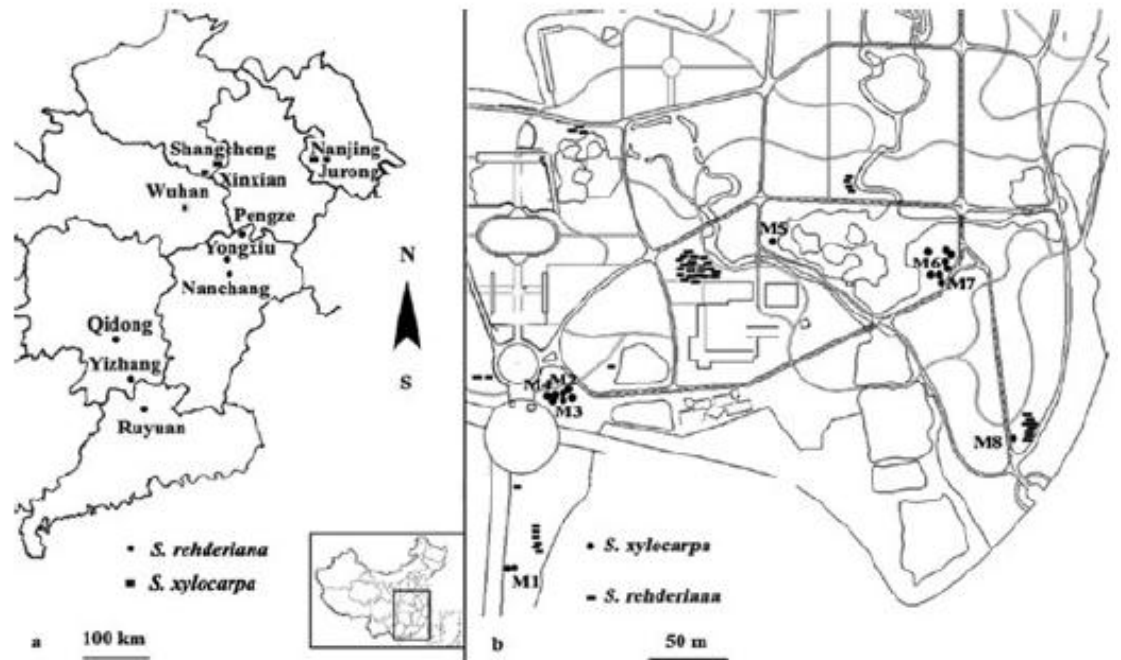 Shangcheng
Nanjing
Jurong
Xinxian
Wuhan
Pengze
Yongxiu
Nanchang
Qidong
Yizhang
Ruyuan
N
S
S. rehderiana
S. xylocarpa
a
100 km
M5
M6
M7
M2
M3
M8
M1
S. xylocarpa
S. rehderiana
b
50 m